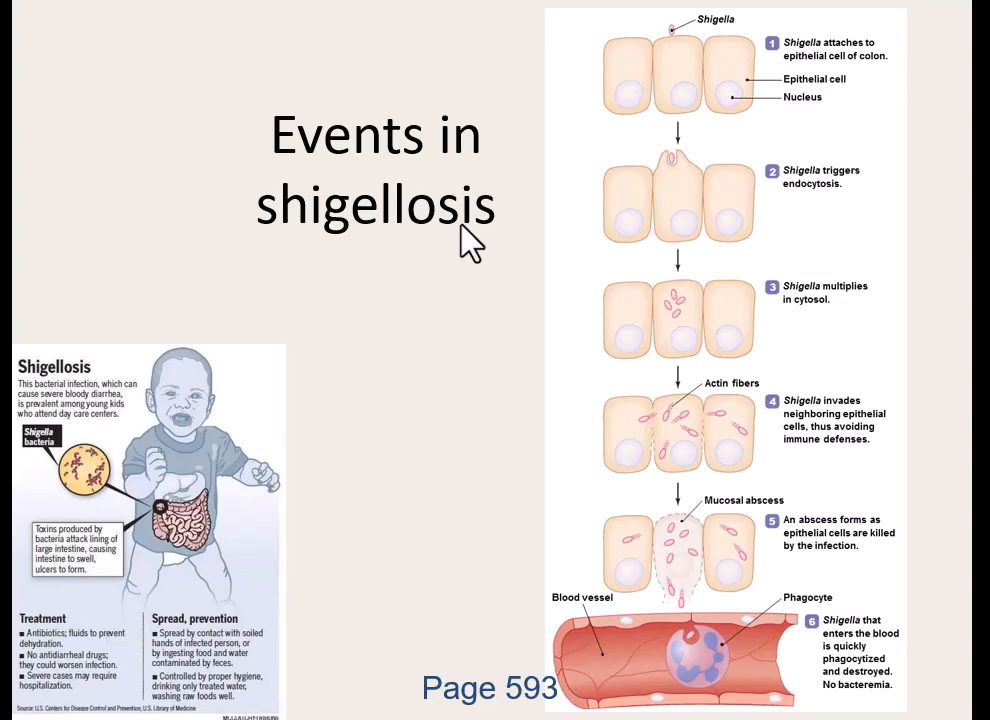 Events in
shigellosis
Shigellosis
This bacterial infection, which can
cause severe bloody diarrhea,
is prevalent among young kids
who attend day care centers.
Shigella
bacteria
Toxins produced by
bacteria attack lining of
large intestine, causing
intestine to swell,
ulcers to form.
Treatment
■ Antibiotics; fluids to prevent
dehydration.
■ No antidiarrheal drugs;
they could worsen infection.
■ Severe cases may require
hospitalization.
Spread, prevention
■ Spread by contact with soiled
hands of infected person, or
by ingesting food and water
contaminated by feces.
■ Controlled by proper hygiene,
drinking only treated water,
washing raw foods well.
Source: U.S. Centers for Disease Control and Prevention, U.S. Library of Medicine
Page 593
Shigella
1 Shigella attaches to
epithelial cell of colon.
Epithelial cell
Nucleus
2 Shigella triggers
endocytosis.
3 Shigella multiplies
in cytosol.
Actin fibers
4 Shigella invades
neighboring epithelial
cells, thus avoiding
immune defenses.
Mucosal abscess
5 An abscess forms as
epithelial cells are killed
by the infection.
Blood vessel
Phagocyte
6 Shigella that
enters the blood
is quickly
phagocytized
and destroyed.
No bacteremia.